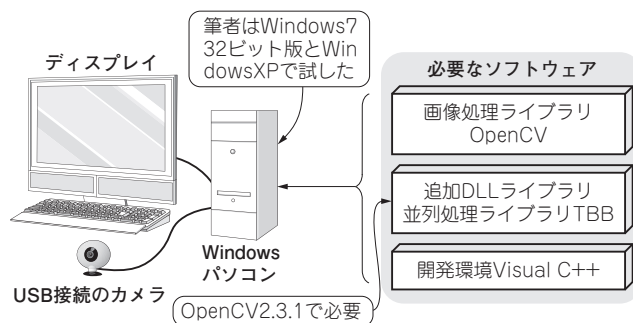 ディスプレイ
筆者はWindows7
32ビット版とWin
dowsXPで試した
必要なソフトウェア
画像処理ライブラリ
OpenCV
追加DLLライブラリ
並列処理ライブラリTBB
開発環境Visual C++
Windows
パソコン
USB接続のカメラ
OpenCV2.3.1で必要